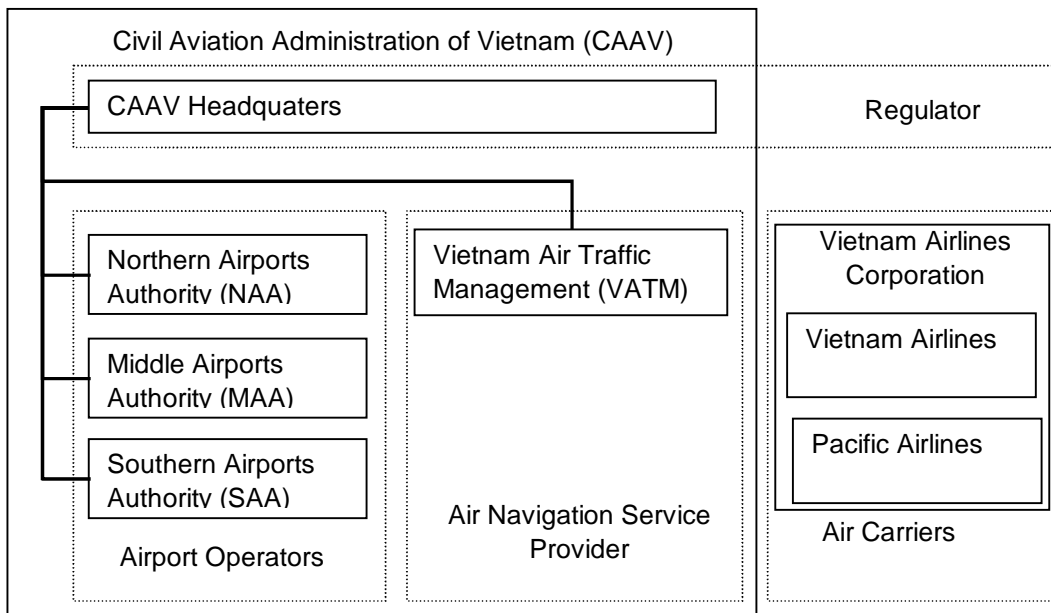 Civil Aviation Administration of Vietnam (CAAV)
CAAV Headquaters
Regulator
Northern Airports
Authority (NAA)
Middle Airports
Authority (MAA)
Southern Airports
Authority (SAA)
Airport Operators
Vietnam Air Traffic
Management (VATM)
Air Navigation Service
Provider
Vietnam Airlines
Corporation
Vietnam Airlines
Pacific Airlines
Air Carriers